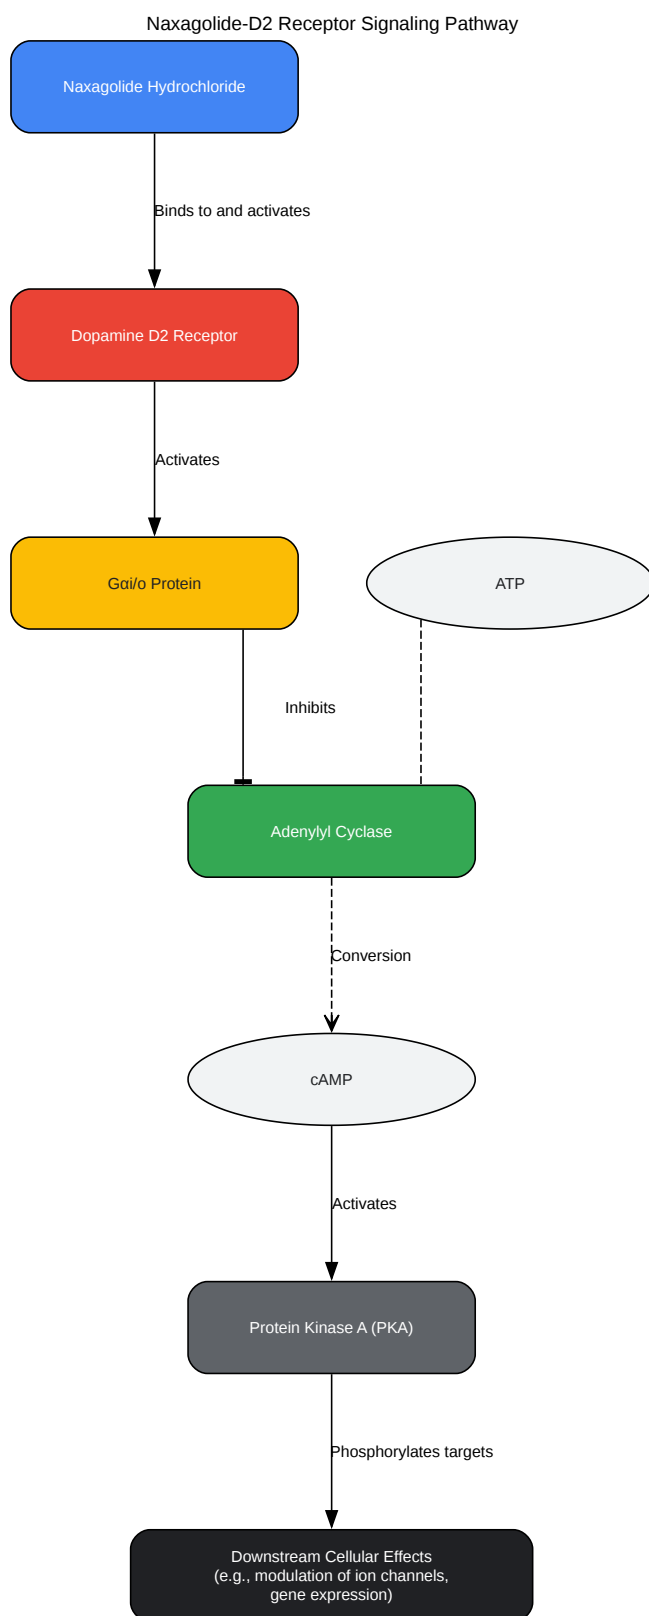 Naxagolide-D2 Receptor Signaling Pathway
Naxagolide Hydrochloride
Binds to and activates
Dopamine D2 Receptor
Activates
Gαi/o Protein
ATP
Inhibits
Adenylyl Cyclase
Conversion
cAMP
Activates
Protein Kinase A (PKA)
Phosphorylates targets
Downstream Cellular Effects
(e.g., modulation of ion channels,
gene expression)